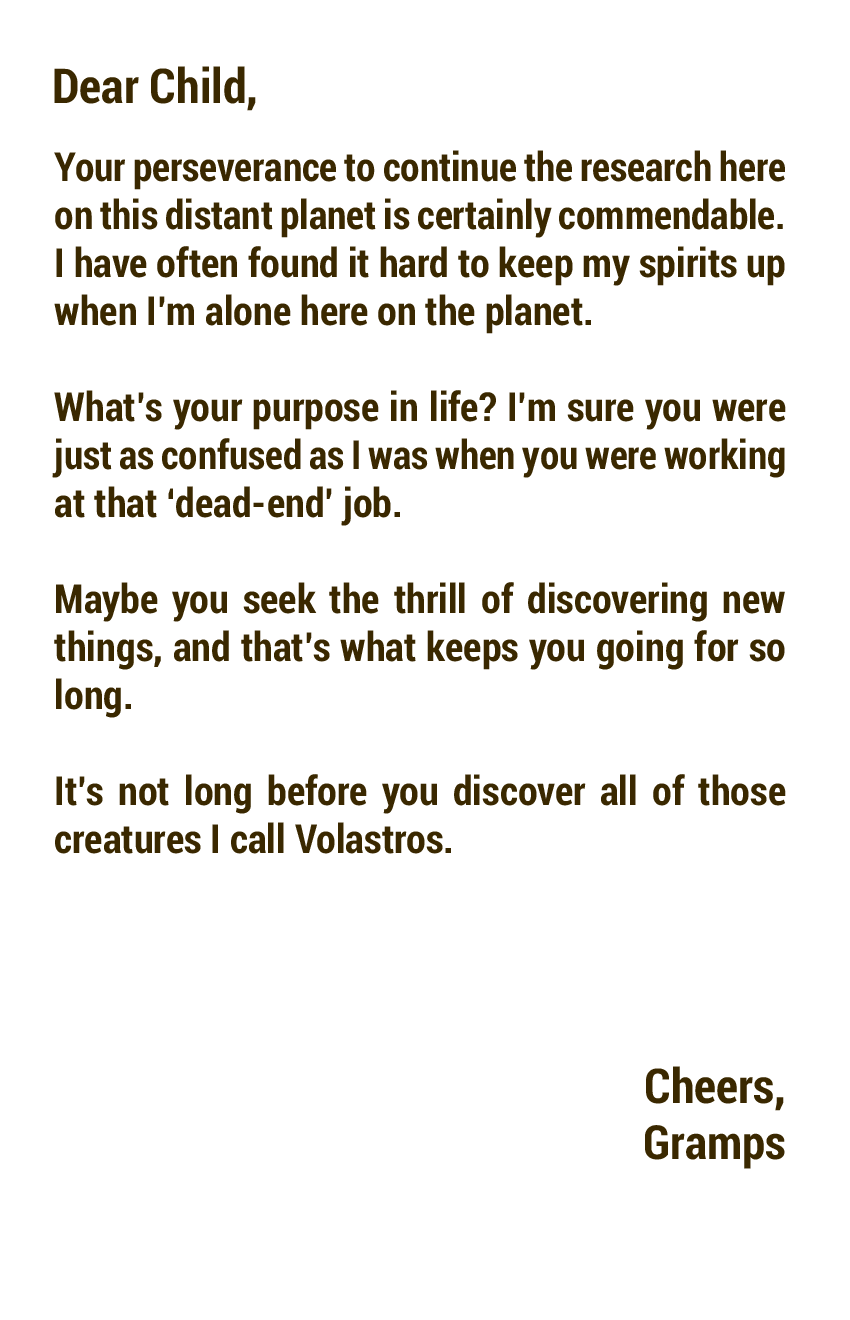 Dear Child,
Your perseverance to continue the research here
on this distant planet is certainly commendable.
I have often found it hard to keep my spirits up
when I'm alone here on the planet.
What's your purpose in life? I'm sure you were
just as confused as I was when you were working
at that ‘dead-end’ job.
Maybe you seek the thrill of discovering new
things, and that's what keeps you going for so
long.
It's not long before you discover all of those
creatures I call Volastros.
Cheers,
Gramps